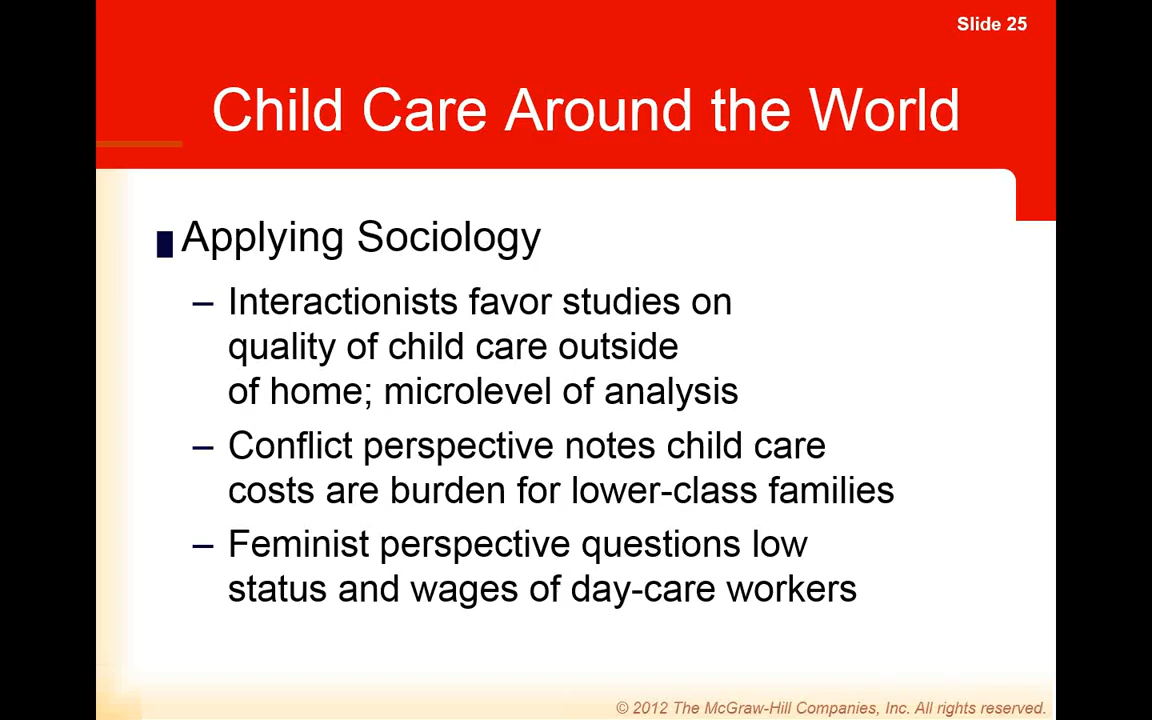 Slide 25
Child Care Around the World
Applying Sociology
– Interactionists favor studies on
quality of child care outside
of home; microlevel of analysis
– Conflict perspective notes child care
costs are burden for lower-class families
– Feminist perspective questions low
status and wages of day-care workers
© 2012 The McGraw-Hill Companies, Inc. All rights reserved.